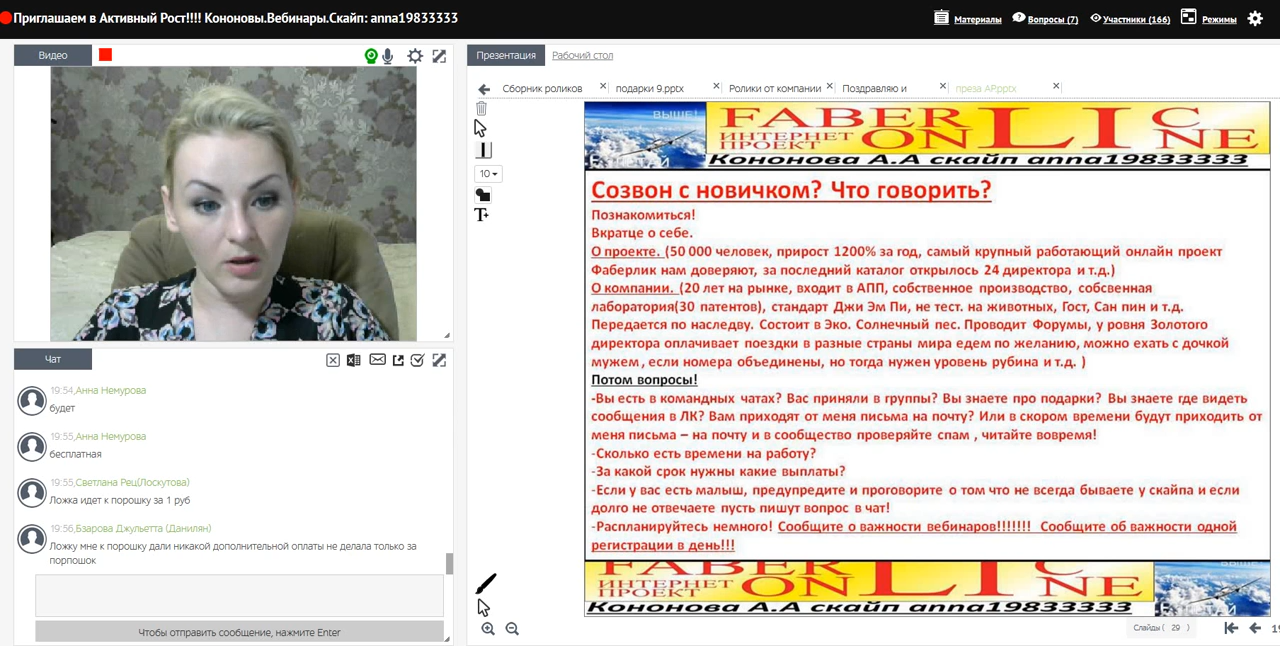 Приглашаем в Активный Рост!!!! Кононовы.Вебинары.Скайп: anna19833333
Материалы
Вопросы (7)
Участники (166)
Режимы
Видео
Презентация
Рабочий стол
Сборник роликов
подарки 9.pptx
Ролики от компании
Поздравляю и
преза АР.pptx
10
ВЫШЕ!
FABERLIC
ИНТЕРНЕТ
ПРОЕКТ
ONLINE
Кононова А.А скайп anna19833333
Созвон с новичком? Что говорить?
Познакомиться!
Вкратце о себе.
О проекте. (50 000 человек, прирост 1200% за год, самый крупный работающий онлайн проект
Фаберлик нам доверяют, за последний каталог открылось 24 директора и т.д.)
О компании. (20 лет на рынке, входит в АПП, собственное производство, собсвенная
лаборатория(30 патентов), стандарт Джи Эм Пи, не тест. на животных, Гост, Сан пин и т.д.
Передается по наследву. Состоит в Эко. Солнечный пес. Проводит Форумы, у ровня Золотого
директора оплачивает поездки в разные страны мира едем по желанию, можно ехать с дочкой
мужем , если номера объединены, но тогда нужен уровень рубина и т.д. )
Потом вопросы!
-Вы есть в командных чатах? Вас приняли в группы? Вы знаете про подарки? Вы знаете где видеть
сообщения в ЛК? Вам приходят от меня письма на почту? Или в скором времени будут приходить от
меня письма – на почту и в сообщество проверяйте спам , читайте вовремя!
-Сколько есть времени на работу?
-За какой срок нужны какие выплаты?
-Если у вас есть малыш, предупредите и проговорите о том что не всегда бываете у скайпа и если
долго не отвечаете пусть пишут вопрос в чат!
-Распланируйтесь немного! Сообщите о важности вебинаров!!!!!!! Сообщите об важности одной
регистрации в день!!!
FABERLIC
ИНТЕРНЕТ
ПРОЕКТ
ONLINE
Кононова А.А скайп anna19833333
Слайды ( 29 )
Чат
19:54,Анна Немурова
будет
19:55,Анна Немурова
бесплатная
19:55,Светлана Рец(Лоскутова)
Ложка идет к порошку за 1 руб
19:56,Бзарова Джульетта (Данилян)
Ложку мне к порошку дали никакой дополнительной оплаты не делала только за
порпошок
Чтобы отправить сообщение, нажмите Enter